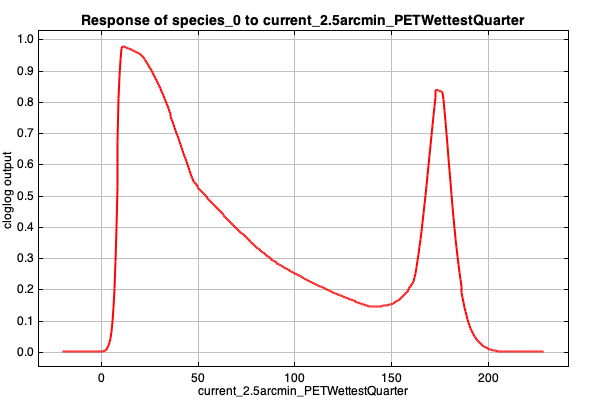 Response of species_0 to current_2.5arcmin_PETWettestQuarter
1.0
0.9
0.8
0.7
0.6
0.5
0.4
0.3
0.2
0.1
0.0
cloglog output
0 50 100 150 200
current_2.5arcmin_PETWettestQuarter